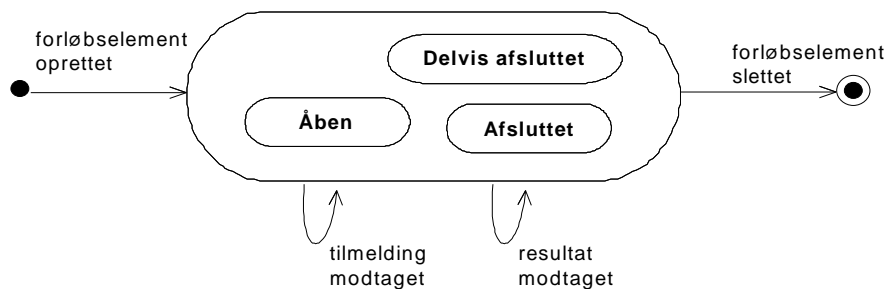 forløbselement
oprettet
Delvis afsluttet
Åben
Afsluttet
forløbselement
slettet
tilmelding
modtaget
resultat
modtaget